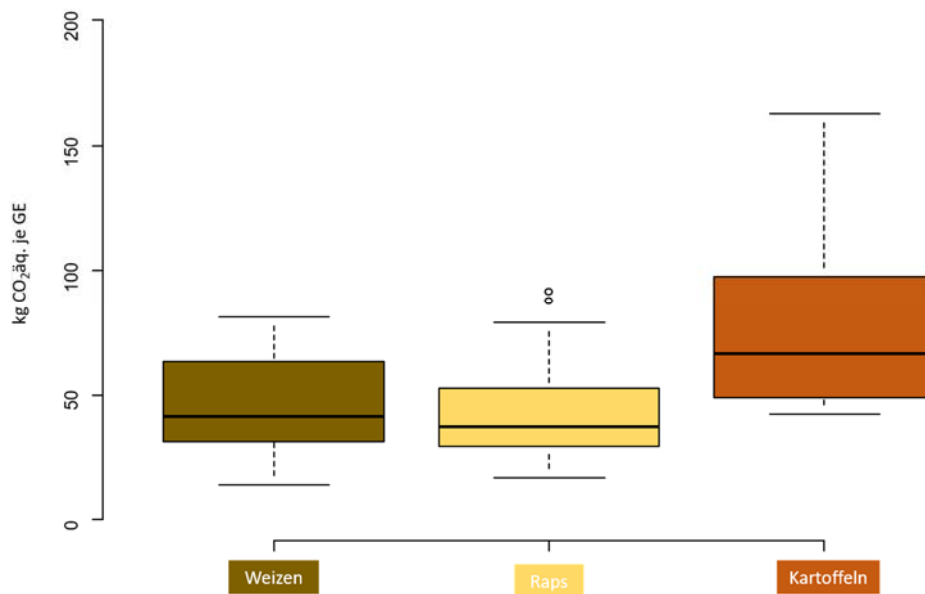 200
150
100
50
0
kg CO₂äq. je GE
Weizen
Raps
Kartoffeln